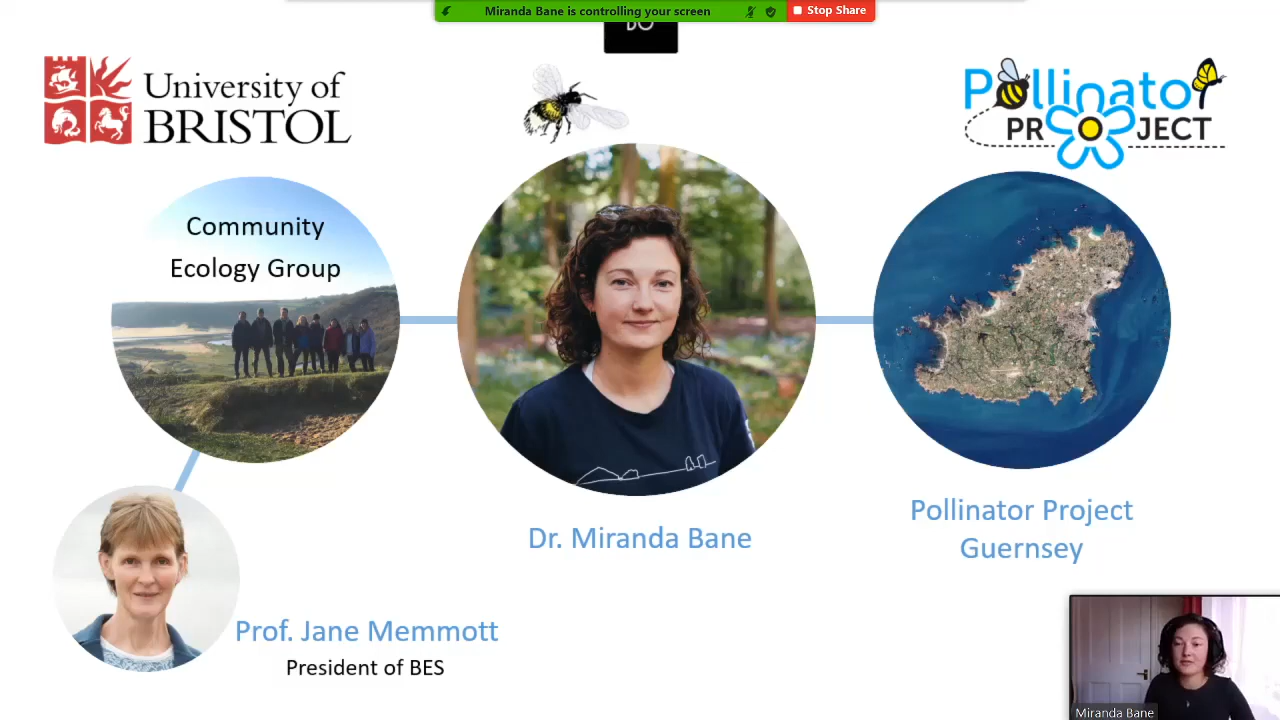 Miranda Bane is controlling your screen
Stop Share
University of
BRISTOL
Pollinator
PROJECT
Community
Ecology Group
Dr. Miranda Bane
Pollinator Project
Guernsey
Prof. Jane Memmott
President of BES
Miranda Bane